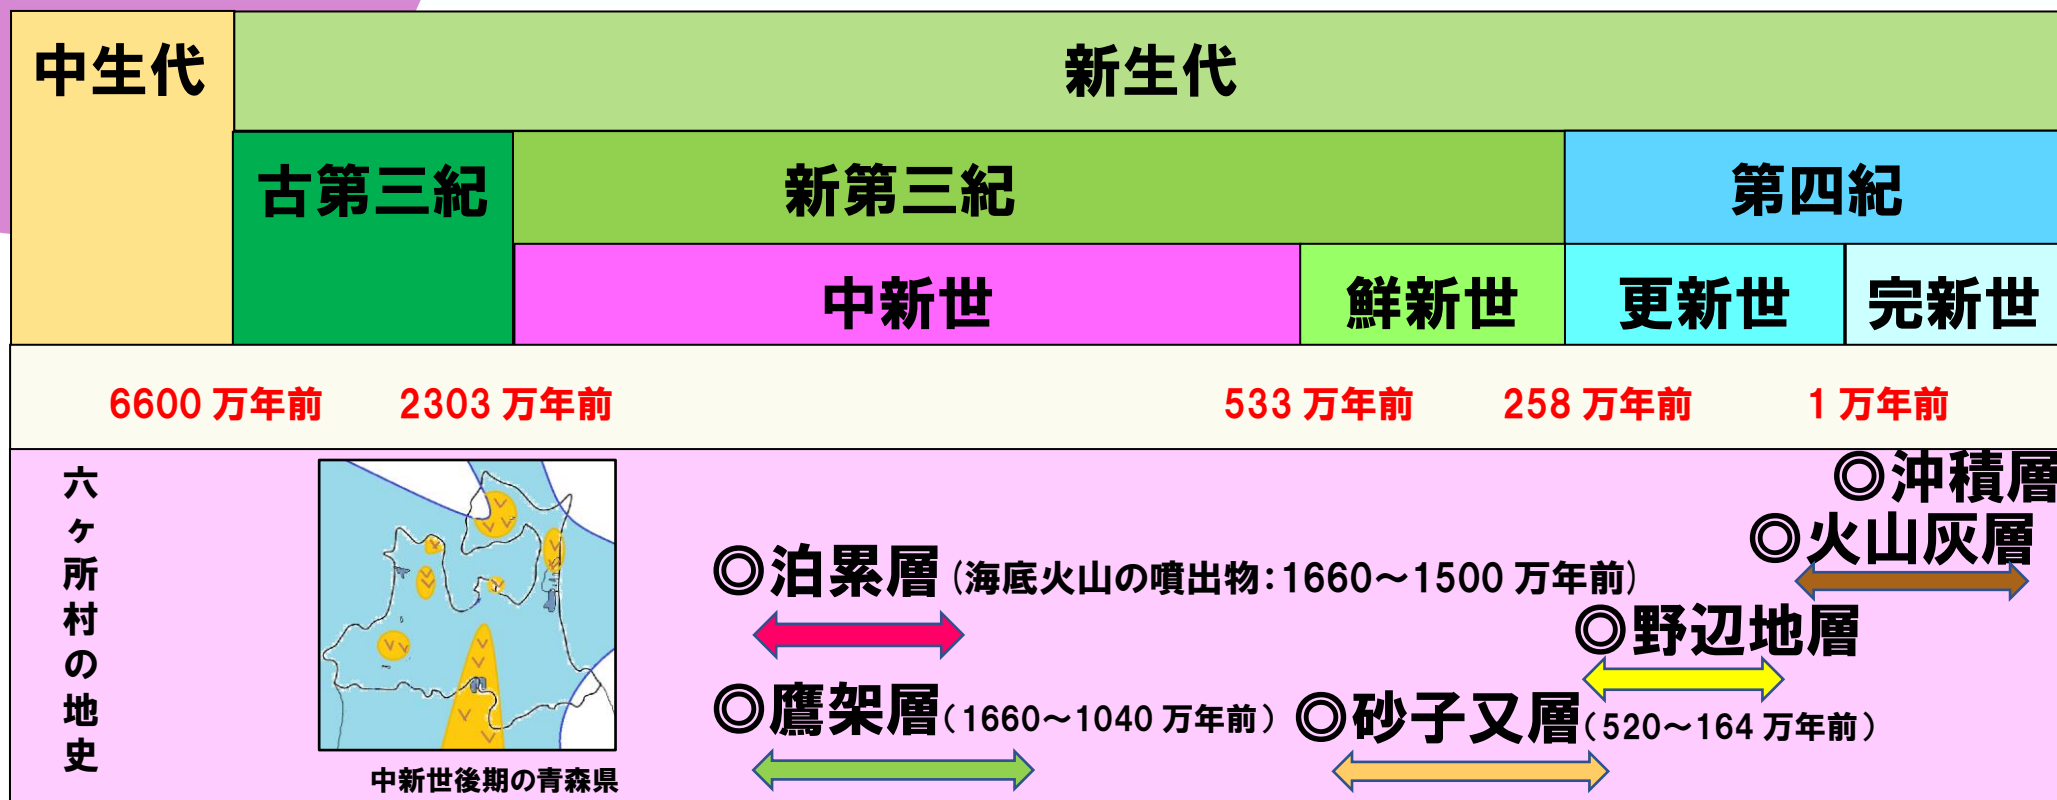 中生代
新生代
古第三紀
新第三紀
第四紀
中新世
鮮新世
更新世
完新世
6600 万年前
2303 万年前
533 万年前
258 万年前
1 万年前
六ヶ所村の地史
中新世後期の青森県
◎沖積層
◎火山灰層
◎泊累層(海底火山の噴出物:1660～1500 万年前)
◎野辺地層
◎鷹架層(1660～1040 万年前)
◎砂子又層(520～164 万年前)